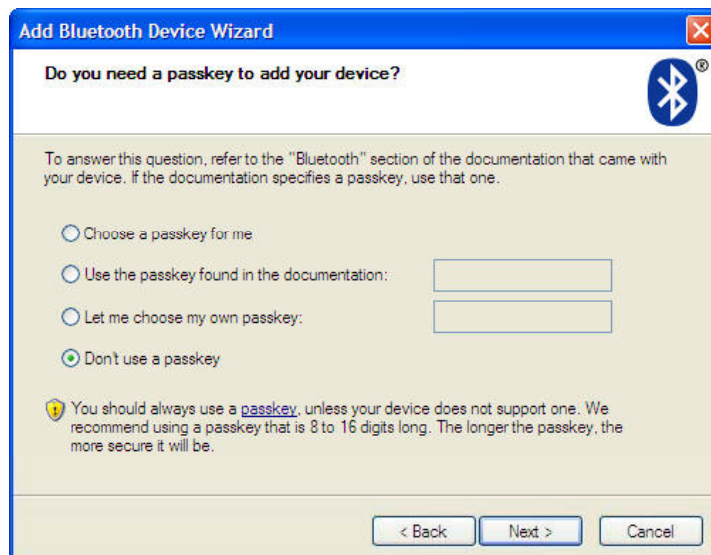 Add Bluetooth Device Wizard
Do you need a passkey to add your device?
®
To answer this question, refer to the "Bluetooth" section of the documentation that came with
your device. If the documentation specifies a passkey, use that one.
Choose a passkey for me
Use the passkey found in the documentation:
Let me choose my own passkey:
Don't use a passkey
You should always use a passkey, unless your device does not support one. We
recommend using a passkey that is 8 to 16 digits long. The longer the passkey, the
more secure it will be.
< Back Next > Cancel